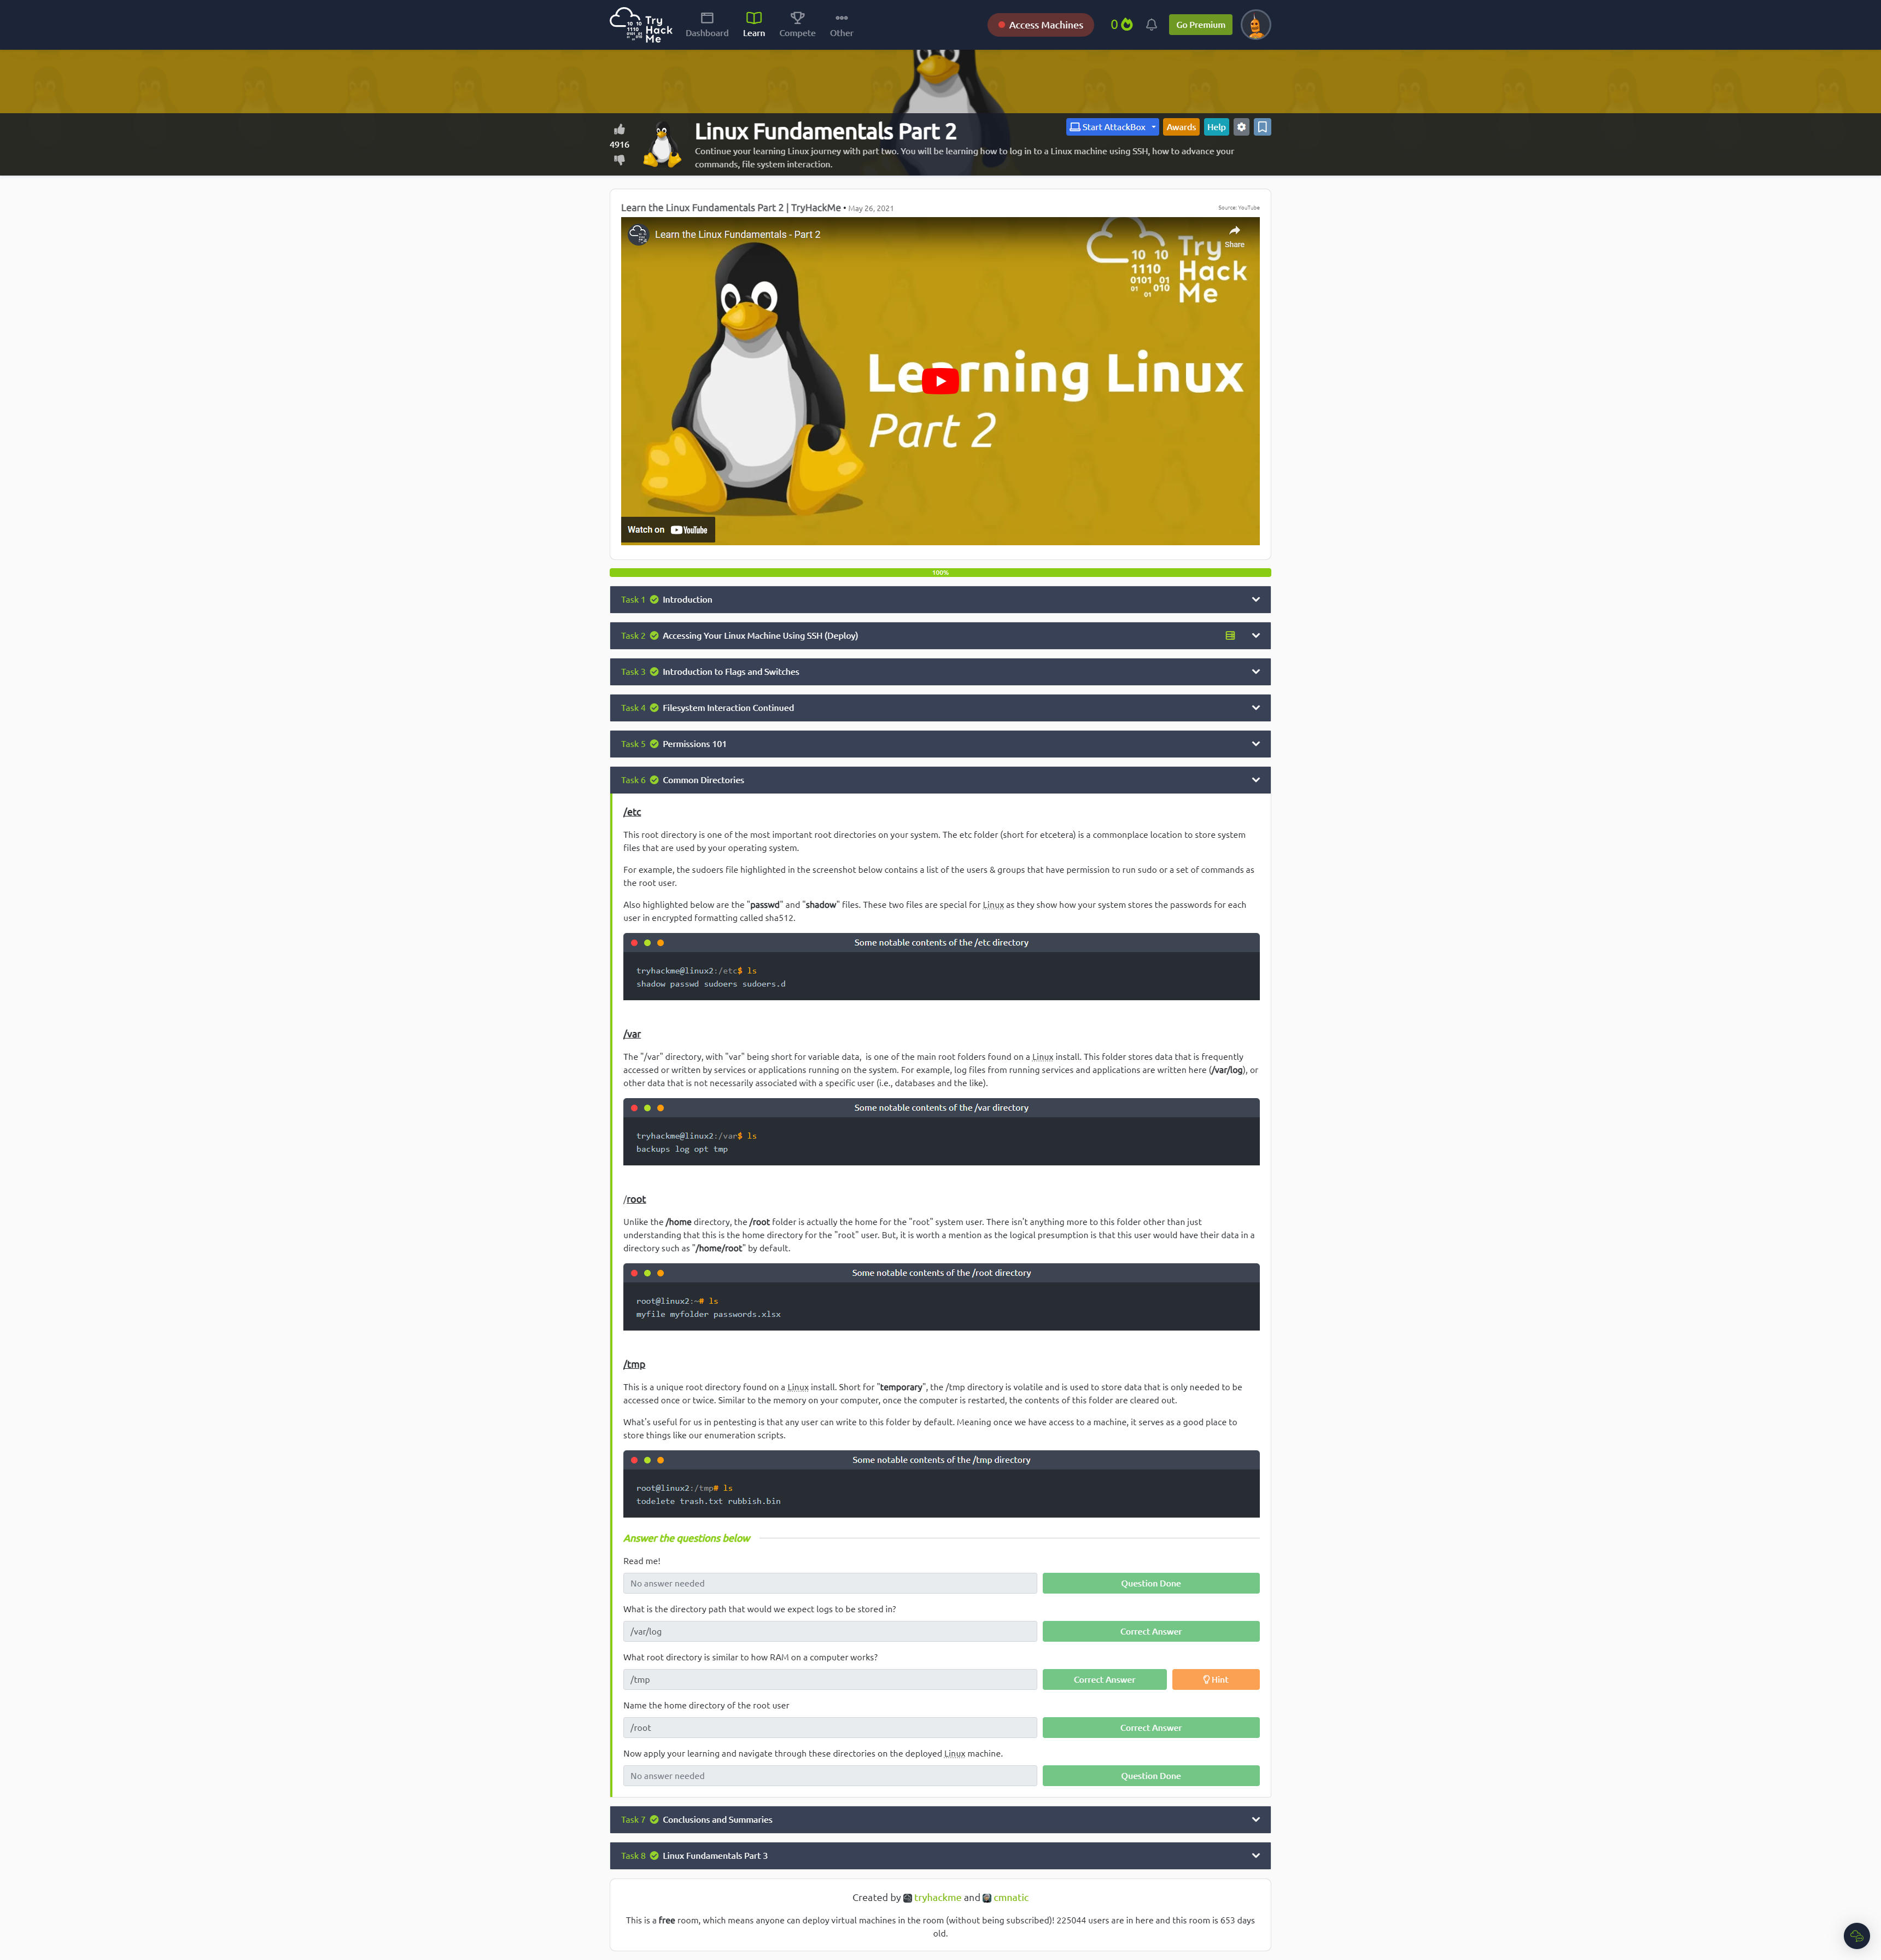 Try
Hack
Me
10 10
1110
0101 01
01 010
01
Dashboard
Learn
Compete
Other
Access Machines
0
Go Premium
4916
Linux Fundamentals Part 2
Start AttackBox
Awards
Help
Continue your learning Linux journey with part two. You will be learning how to log in to a Linux machine using SSH, how to advance your
commands, file system interaction.
Learn the Linux Fundamentals Part 2 | TryHackMe • May 26, 2021
Source: YouTube
Learn the Linux Fundamentals - Part 2
Share
10 10
1110
0101 01
01 010
01
Try
Hack
Me
Learning Linux
Part 2
Watch on YouTube
100%
Task 1 Introduction
Task 2 Accessing Your Linux Machine Using SSH (Deploy)
Task 3 Introduction to Flags and Switches
Task 4 Filesystem Interaction Continued
Task 5 Permissions 101
Task 6 Common Directories
/etc
This root directory is one of the most important root directories on your system. The etc folder (short for etcetera) is a commonplace location to store system
files that are used by your operating system.
For example, the sudoers file highlighted in the screenshot below contains a list of the users & groups that have permission to run sudo or a set of commands as
the root user.
Also highlighted below are the "passwd" and "shadow" files. These two files are special for Linux as they show how your system stores the passwords for each
user in encrypted formatting called sha512.
Some notable contents of the /etc directory
tryhackme@linux2:/etc$ ls
shadow passwd sudoers sudoers.d
/var
The "/var" directory, with "var" being short for variable data,  is one of the main root folders found on a Linux install. This folder stores data that is frequently
accessed or written by services or applications running on the system. For example, log files from running services and applications are written here (/var/log), or
other data that is not necessarily associated with a specific user (i.e., databases and the like).
Some notable contents of the /var directory
tryhackme@linux2:/var$ ls
backups log opt tmp
/root
Unlike the /home directory, the /root folder is actually the home for the "root" system user. There isn't anything more to this folder other than just
understanding that this is the home directory for the "root" user. But, it is worth a mention as the logical presumption is that this user would have their data in a
directory such as "/home/root" by default.
Some notable contents of the /root directory
root@linux2:~# ls
myfile myfolder passwords.xlsx
/tmp
This is a unique root directory found on a Linux install. Short for "temporary", the /tmp directory is volatile and is used to store data that is only needed to be
accessed once or twice. Similar to the memory on your computer, once the computer is restarted, the contents of this folder are cleared out.
What's useful for us in pentesting is that any user can write to this folder by default. Meaning once we have access to a machine, it serves as a good place to
store things like our enumeration scripts.
Some notable contents of the /tmp directory
root@linux2:/tmp# ls
todelete trash.txt rubbish.bin
Answer the questions below
Read me!
No answer needed
Question Done
What is the directory path that would we expect logs to be stored in?
/var/log
Correct Answer
What root directory is similar to how RAM on a computer works?
/tmp
Correct Answer
Hint
Name the home directory of the root user
/root
Correct Answer
Now apply your learning and navigate through these directories on the deployed Linux machine.
No answer needed
Question Done
Task 7 Conclusions and Summaries
Task 8 Linux Fundamentals Part 3
Created by tryhackme and cmnatic
This is a free room, which means anyone can deploy virtual machines in the room (without being subscribed)! 225044 users are in here and this room is 653 days
old.